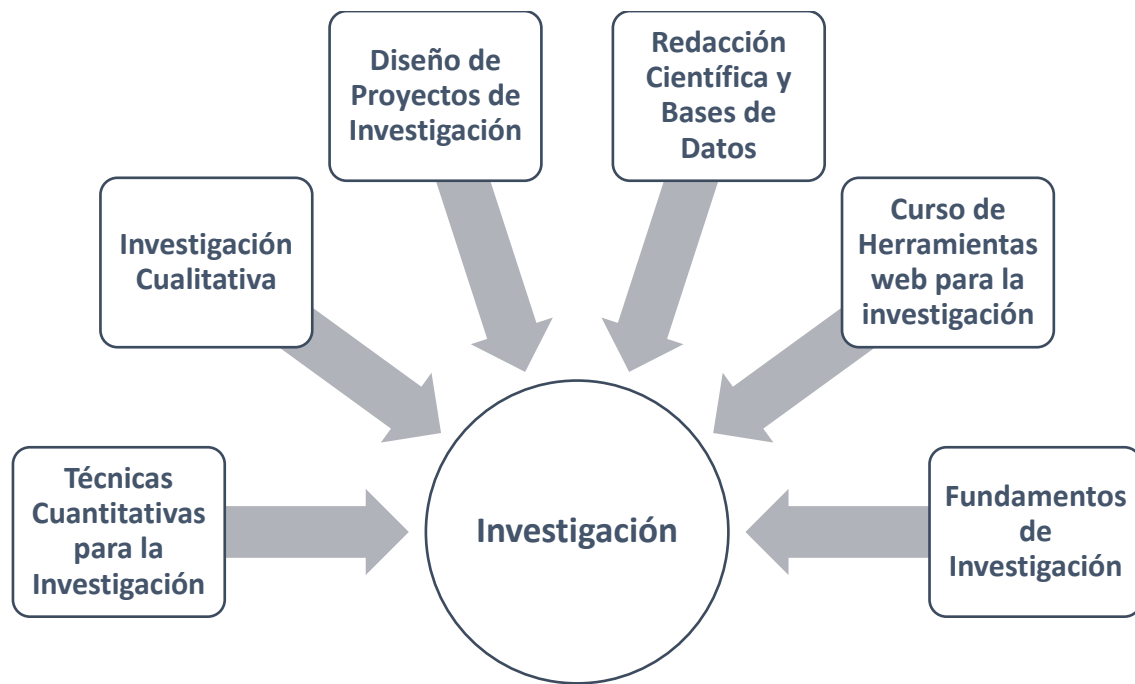 Diseño de
Proyectos de
Investigación
Redacción
Científica y
Bases de
Datos
Investigación
Cualitativa
Curso de
Herramientas
web para la
investigación
Técnicas
Cuantitativas
para la
Investigación
Investigación
Fundamentos
de
Investigación